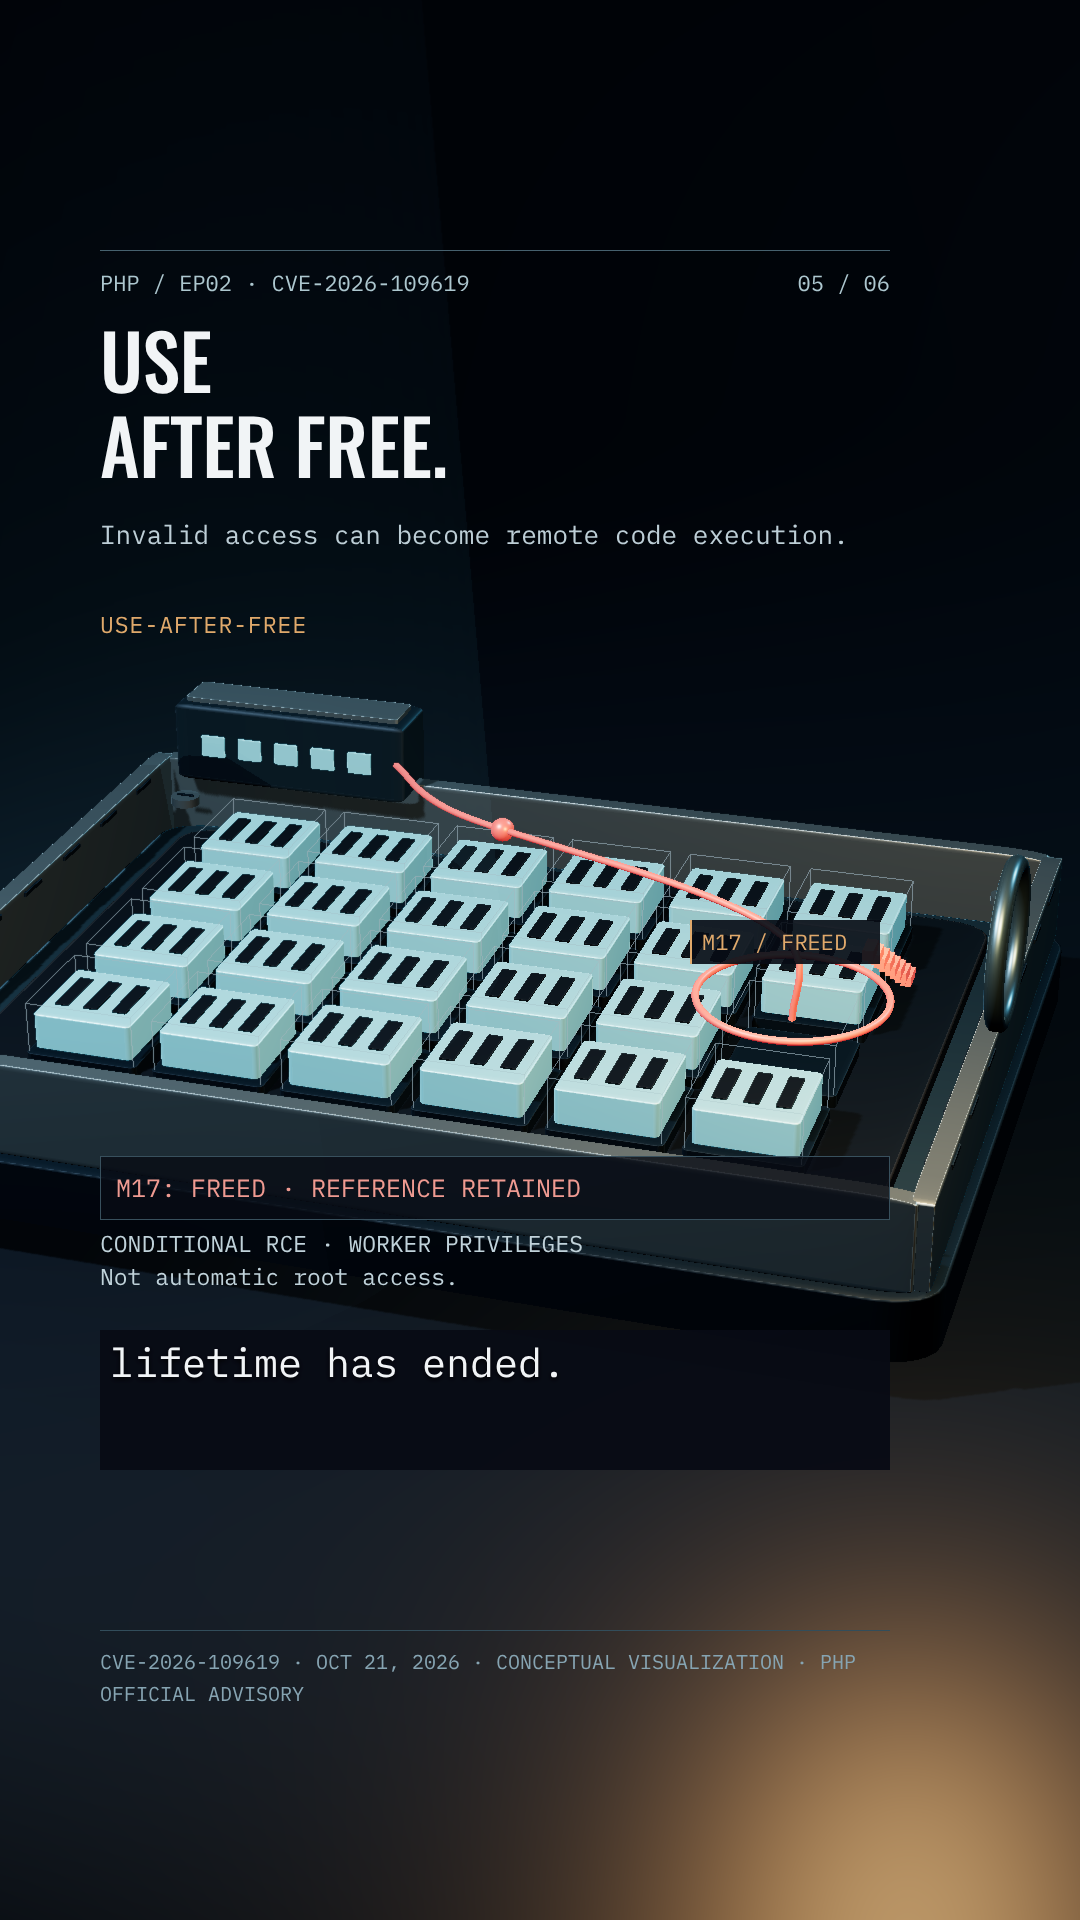 PHP / EP02 · CVE-2026-109619
05 / 06
USE
AFTER FREE.
Invalid access can become remote code execution.
USE-AFTER-FREE
M17 / FREED
M17: FREED · REFERENCE RETAINED
CONDITIONAL RCE · WORKER PRIVILEGES
Not automatic root access.
lifetime has ended.
CVE-2026-109619 · OCT 21, 2026 · CONCEPTUAL VISUALIZATION · PHP
OFFICIAL ADVISORY